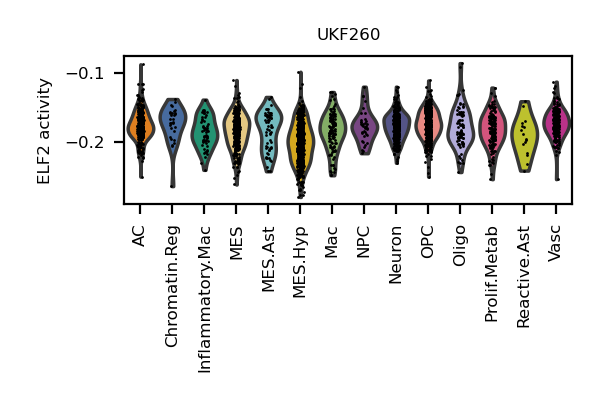 UKF260
ELF2 activity
−0.1
−0.2
AC
Chromatin.Reg
Inflammatory.Mac
MES
MES.Ast
MES.Hyp
Mac
NPC
Neuron
OPC
Oligo
Prolif.Metab
Reactive.Ast
Vasc